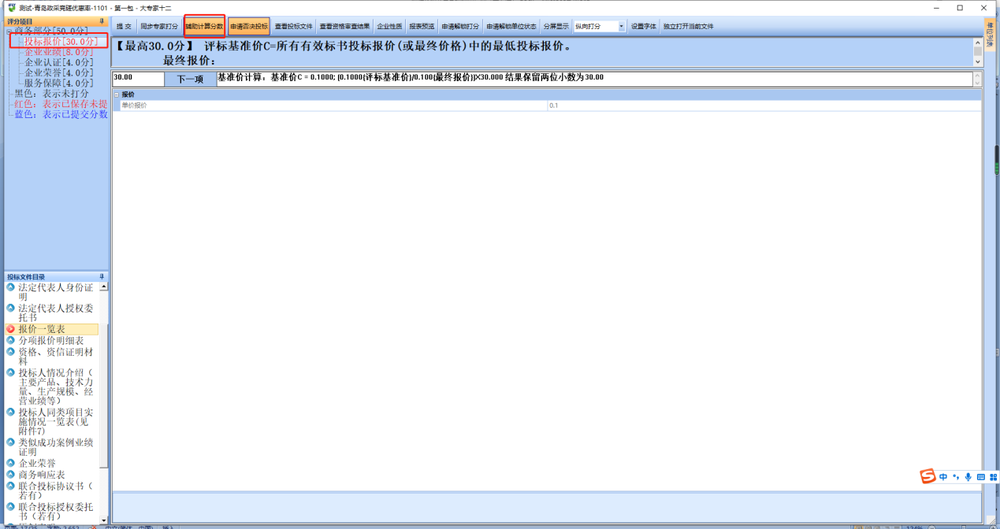 测试-青岛政采竞磋优惠率-1101 - 第一包 - 大专家十二
评分项目
商务部分[50.0分]
投标报价[30.0分]
企业业绩[8.0分]
企业认证[4.0分]
企业荣誉[4.0分]
服务保障[4.0分]
黑色：表示未打分
红色：表示已保存未提
蓝色：表示已提交分数
提 交 同步专家打分 辅助计算分数 申请否决投标 查看投标文件 查看资格审查结果 企业性质 报表预览 申请解锁打分 申请解锁单位状态 分屏显示 纵向打分 设置字体 独立打开当前文件
单位列表
【最高30.0分】 评标基准价C=所有有效标书投标报价(或最终价格)中的最低投标报价。
最终报价：
30.00 下一项 基准价计算：基准价C = 0.1000; (0.1000(评标基准价)/0.100(最终报价))X30.000 结果保留两位小数为30.00
报价
单价报价 0.1
投标文件目录
法定代表人身份证
明
法定代表人授权委
托书
报价一览表
分项报价明细表
资格、资信证明材
料
投标人情况介绍（
主要产品、技术力
量、生产规模、经
营业绩等）
投标人同类项目实
施情况一览表(见
附件7)
类似成功案例业绩
证明
企业荣誉
商务响应表
联合投标协议书（
若有）
联合投标授权委托
书（若有）
中